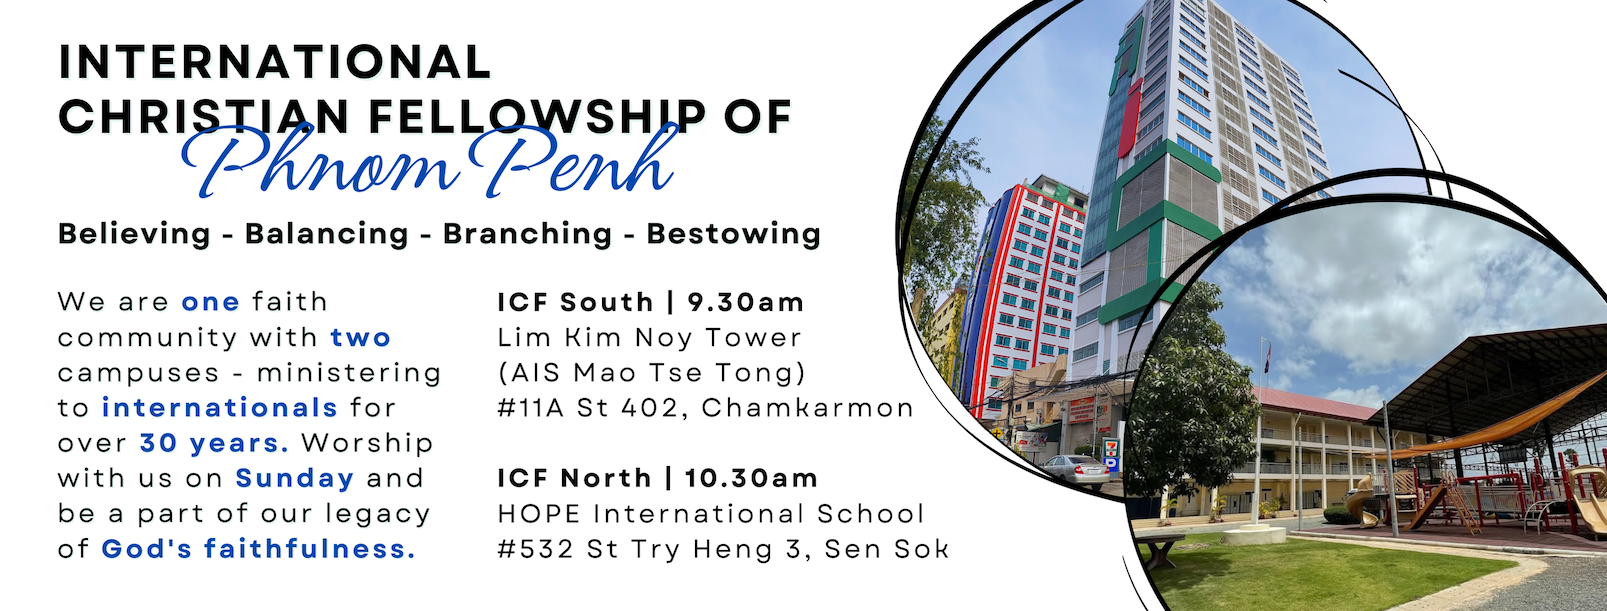 INTERNATIONAL
CHRISTIAN FELLOWSHIP OF
Phnom Penh
Believing - Balancing - Branching - Bestowing
We are one faith
community with two
campuses - ministering
to internationals for
over 30 years. Worship
with us on Sunday and
be a part of our legacy
of God's faithfulness.
ICF South | 9.30am
Lim Kim Noy Tower
(AIS Mao Tse Tong)
#11A St 402, Chamkarmon
ICF North | 10.30am
HOPE International School
#532 St Try Heng 3, Sen Sok